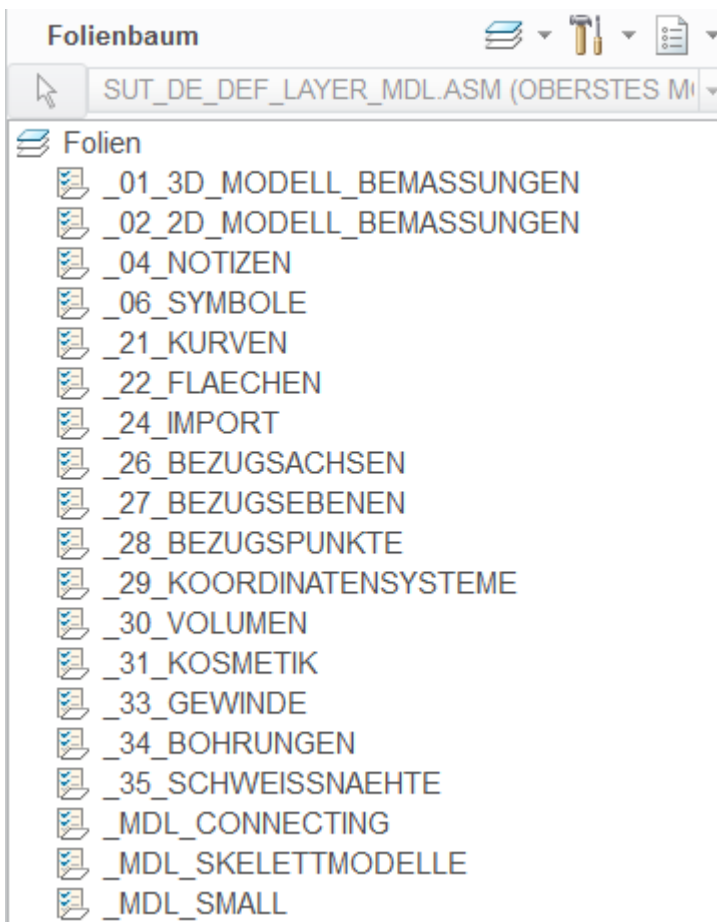 Folienbaum
SUT_DE_DEF_LAYER_MDL.ASM (OBERSTES
Folien
_01_3D_MODELL_BEMASSUNGEN
_02_2D_MODELL_BEMASSUNGEN
_04_NOTIZEN
_06_SYMBOLE
_21_KURVEN
_22_FLAECHEN
_24_IMPORT
_26_BEZUGSACHSEN
_27_BEZUGSEBENEN
_28_BEZUGSPUNKTE
_29_KOORDINATENSYSTEME
_30_VOLUMEN
_31_KOSMETIK
_33_GEWINDE
_34_BOHRUNGEN
_35_SCHWEISSNAEHTE
_MDL_CONNECTING
_MDL_SKELETTMODELLE
_MDL_SMALL